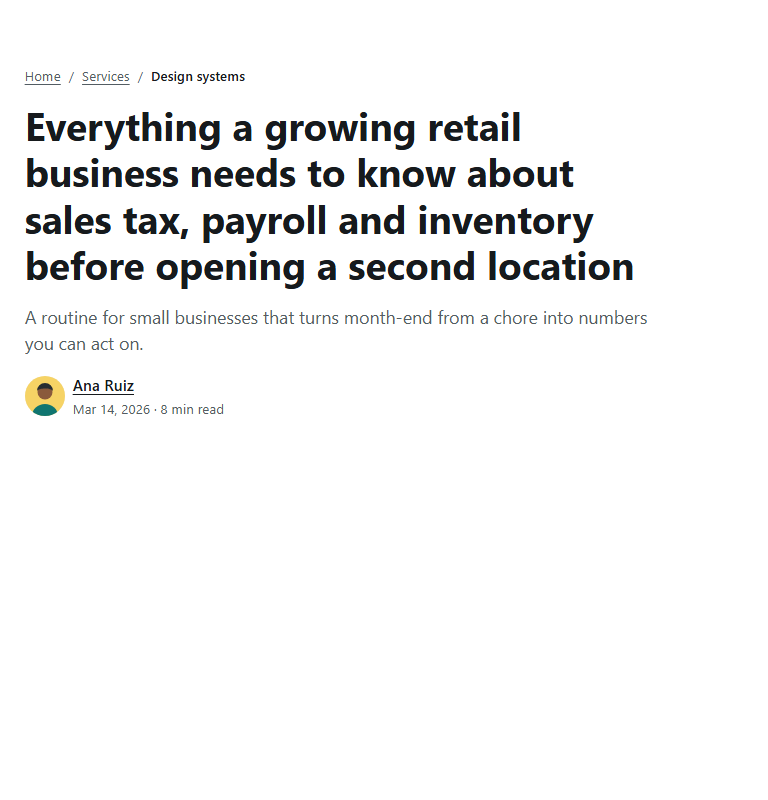 Home / Services / Design systems
Everything a growing retail
business needs to know about
sales tax, payroll and inventory
before opening a second location
A routine for small businesses that turns month-end from a chore into numbers
you can act on.
Ana Ruiz
Mar 14, 2026 · 8 min read